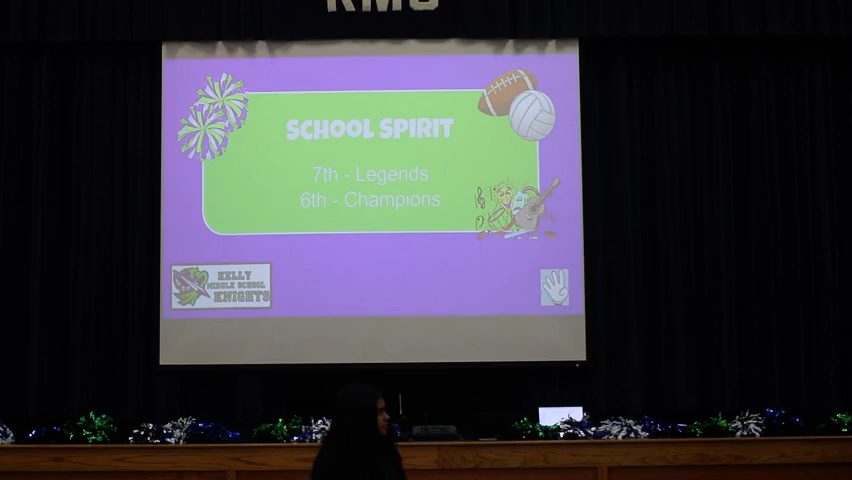 KMS
SCHOOL SPIRIT
7th - Legends
6th - Champions
KELLY
MIDDLE SCHOOL
KNIGHTS